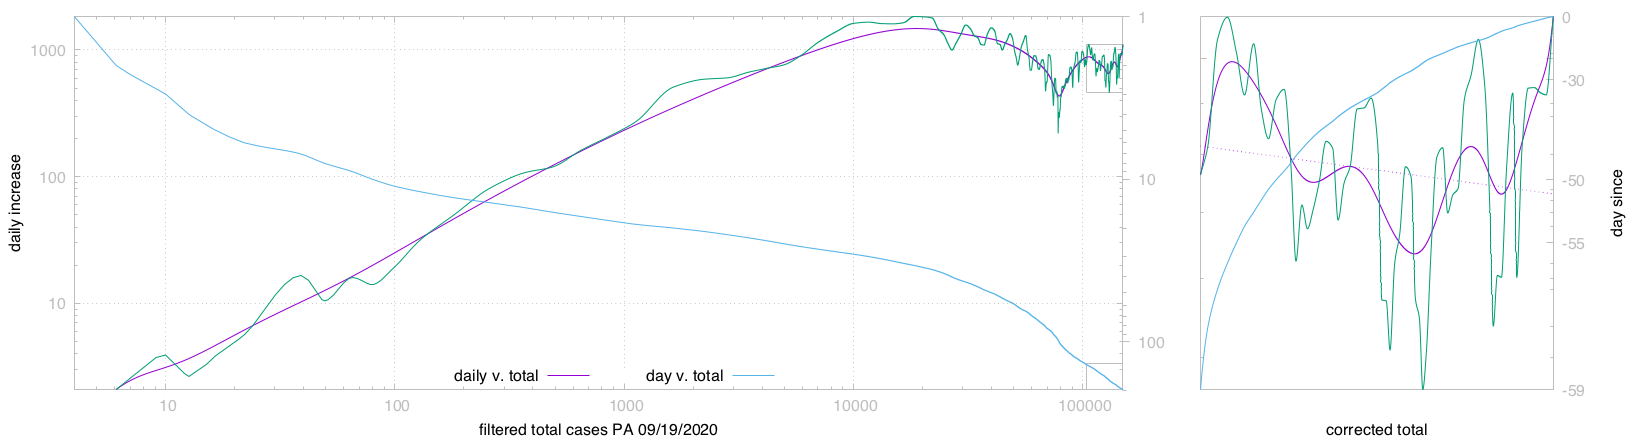 1000
100
10
daily increase
10
100
1000
10000
100000
filtered total cases PA 09/19/2020
daily v. total
day v. total
1
10
100
0
-30
-50
-55
-59
day since
corrected total